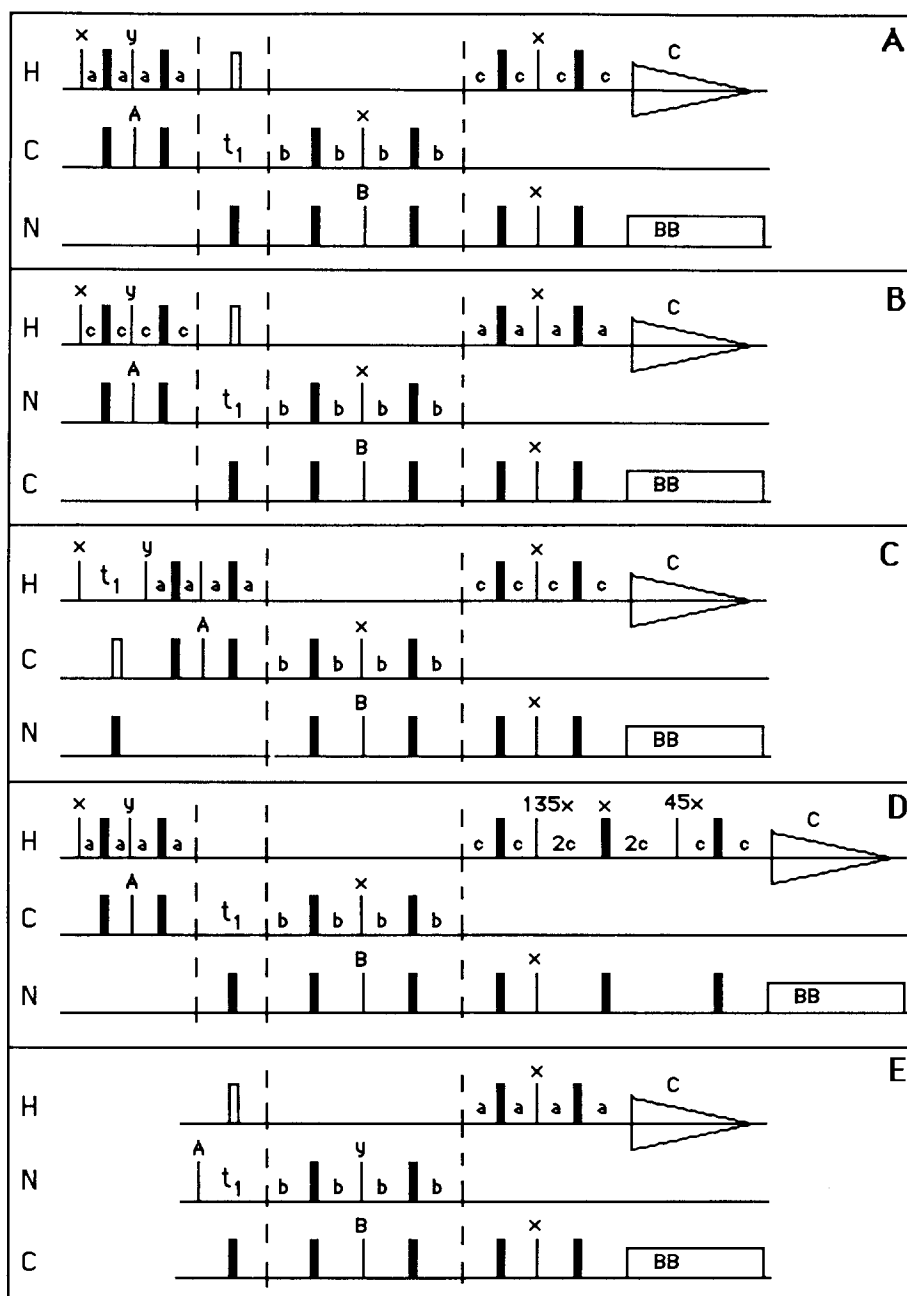 A
x y x C
H a a a a c c c c
A x
C t1 b b b b
B x
N BB
B
x y x C
H c c c c a a a a
A x
N t1 b b b b
B x
C BB
C
x y x C
H t1 a a a a c c c c
A x
C b b b b
B x
N BB
D
x y 135x x 45x C
H a a a a c c 2c 2c c c
A x
C t1 b b b b
B x
N BB
E
x C
H a a a a
A y
N t1 b b b b
B x
C BB